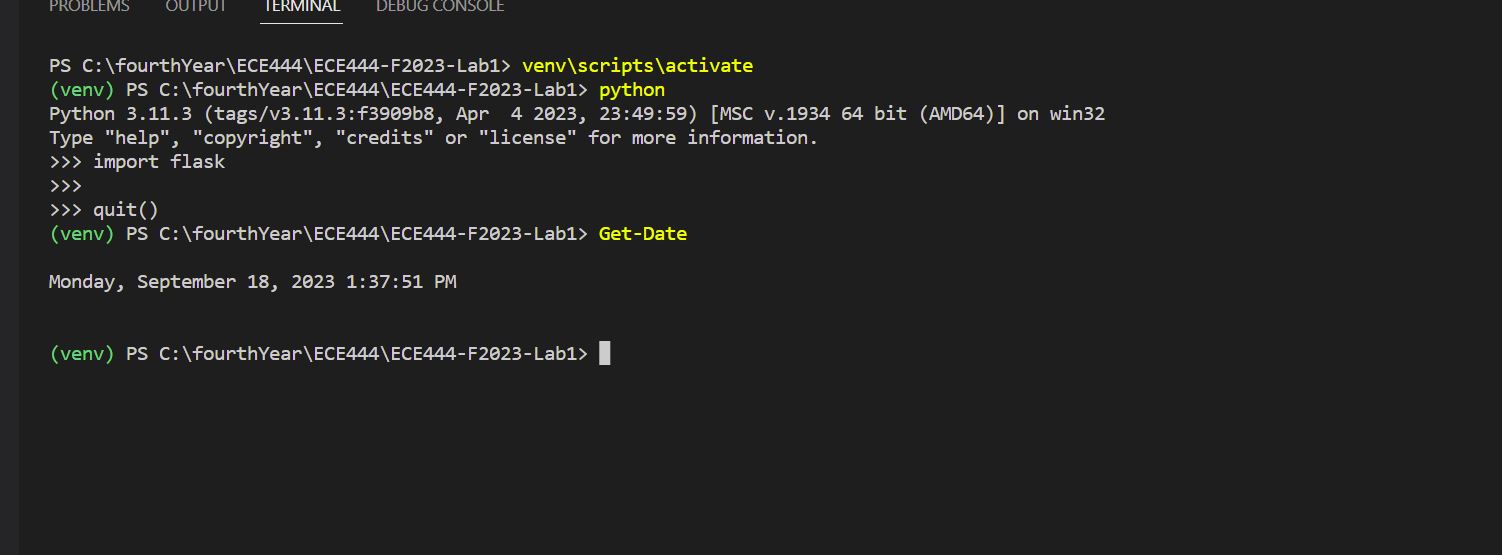 PROBLEMS OUTPUT TERMINAL DEBUG CONSOLE
PS C:\fourthYear\ECE444\ECE444-F2023-Lab1> venv\scripts\activate
(venv) PS C:\fourthYear\ECE444\ECE444-F2023-Lab1> python
Python 3.11.3 (tags/v3.11.3:f3909b8, Apr  4 2023, 23:49:59) [MSC v.1934 64 bit (AMD64)] on win32
Type "help", "copyright", "credits" or "license" for more information.
>>> import flask
>>>
>>> quit()
(venv) PS C:\fourthYear\ECE444\ECE444-F2023-Lab1> Get-Date
Monday, September 18, 2023 1:37:51 PM
(venv) PS C:\fourthYear\ECE444\ECE444-F2023-Lab1>